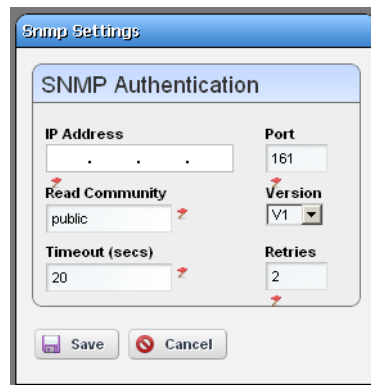 Snmp Settings
SNMP Authentication
IP Address Port
. . . 161
Read Community Version
public V1
Timeout (secs) Retries
20 2
Save Cancel